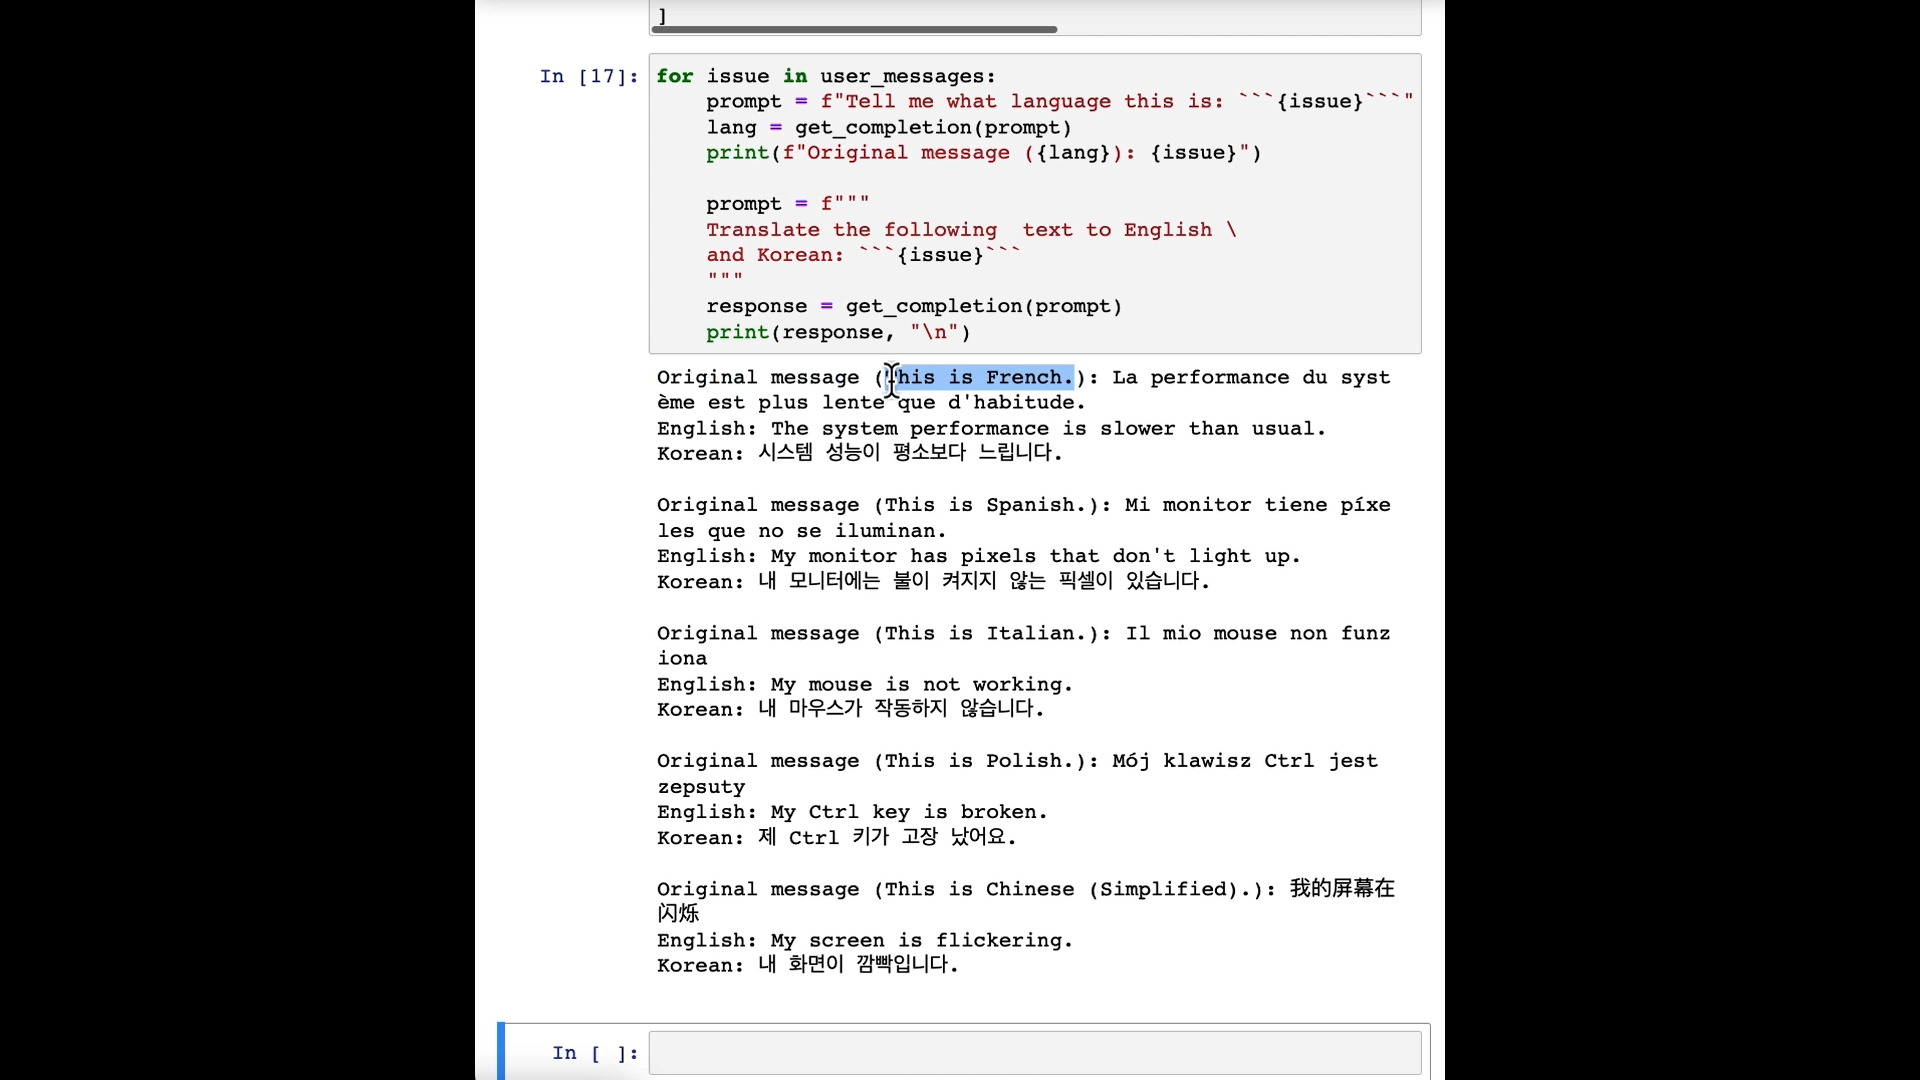 ]
In [17]:
for issue in user_messages:
    prompt = f"Tell me what language this is: ```{issue}```"
    lang = get_completion(prompt)
    print(f"Original message ({lang}): {issue}")

    prompt = f"""
    Translate the following  text to English \
    and Korean: ```{issue}```
    """
    response = get_completion(prompt)
    print(response, "\n")
Original message (This is French.): La performance du syst
ème est plus lente que d'habitude.
English: The system performance is slower than usual.
Korean: 시스템 성능이 평소보다 느립니다.

Original message (This is Spanish.): Mi monitor tiene píxe
les que no se iluminan.
English: My monitor has pixels that don't light up.
Korean: 내 모니터에는 불이 켜지지 않는 픽셀이 있습니다.

Original message (This is Italian.): Il mio mouse non funz
iona
English: My mouse is not working.
Korean: 내 마우스가 작동하지 않습니다.

Original message (This is Polish.): Mój klawisz Ctrl jest
zepsuty
English: My Ctrl key is broken.
Korean: 제 Ctrl 키가 고장 났어요.

Original message (This is Chinese (Simplified).): 我的屏幕在
闪烁
English: My screen is flickering.
Korean: 내 화면이 깜빡입니다.
In [ ]: